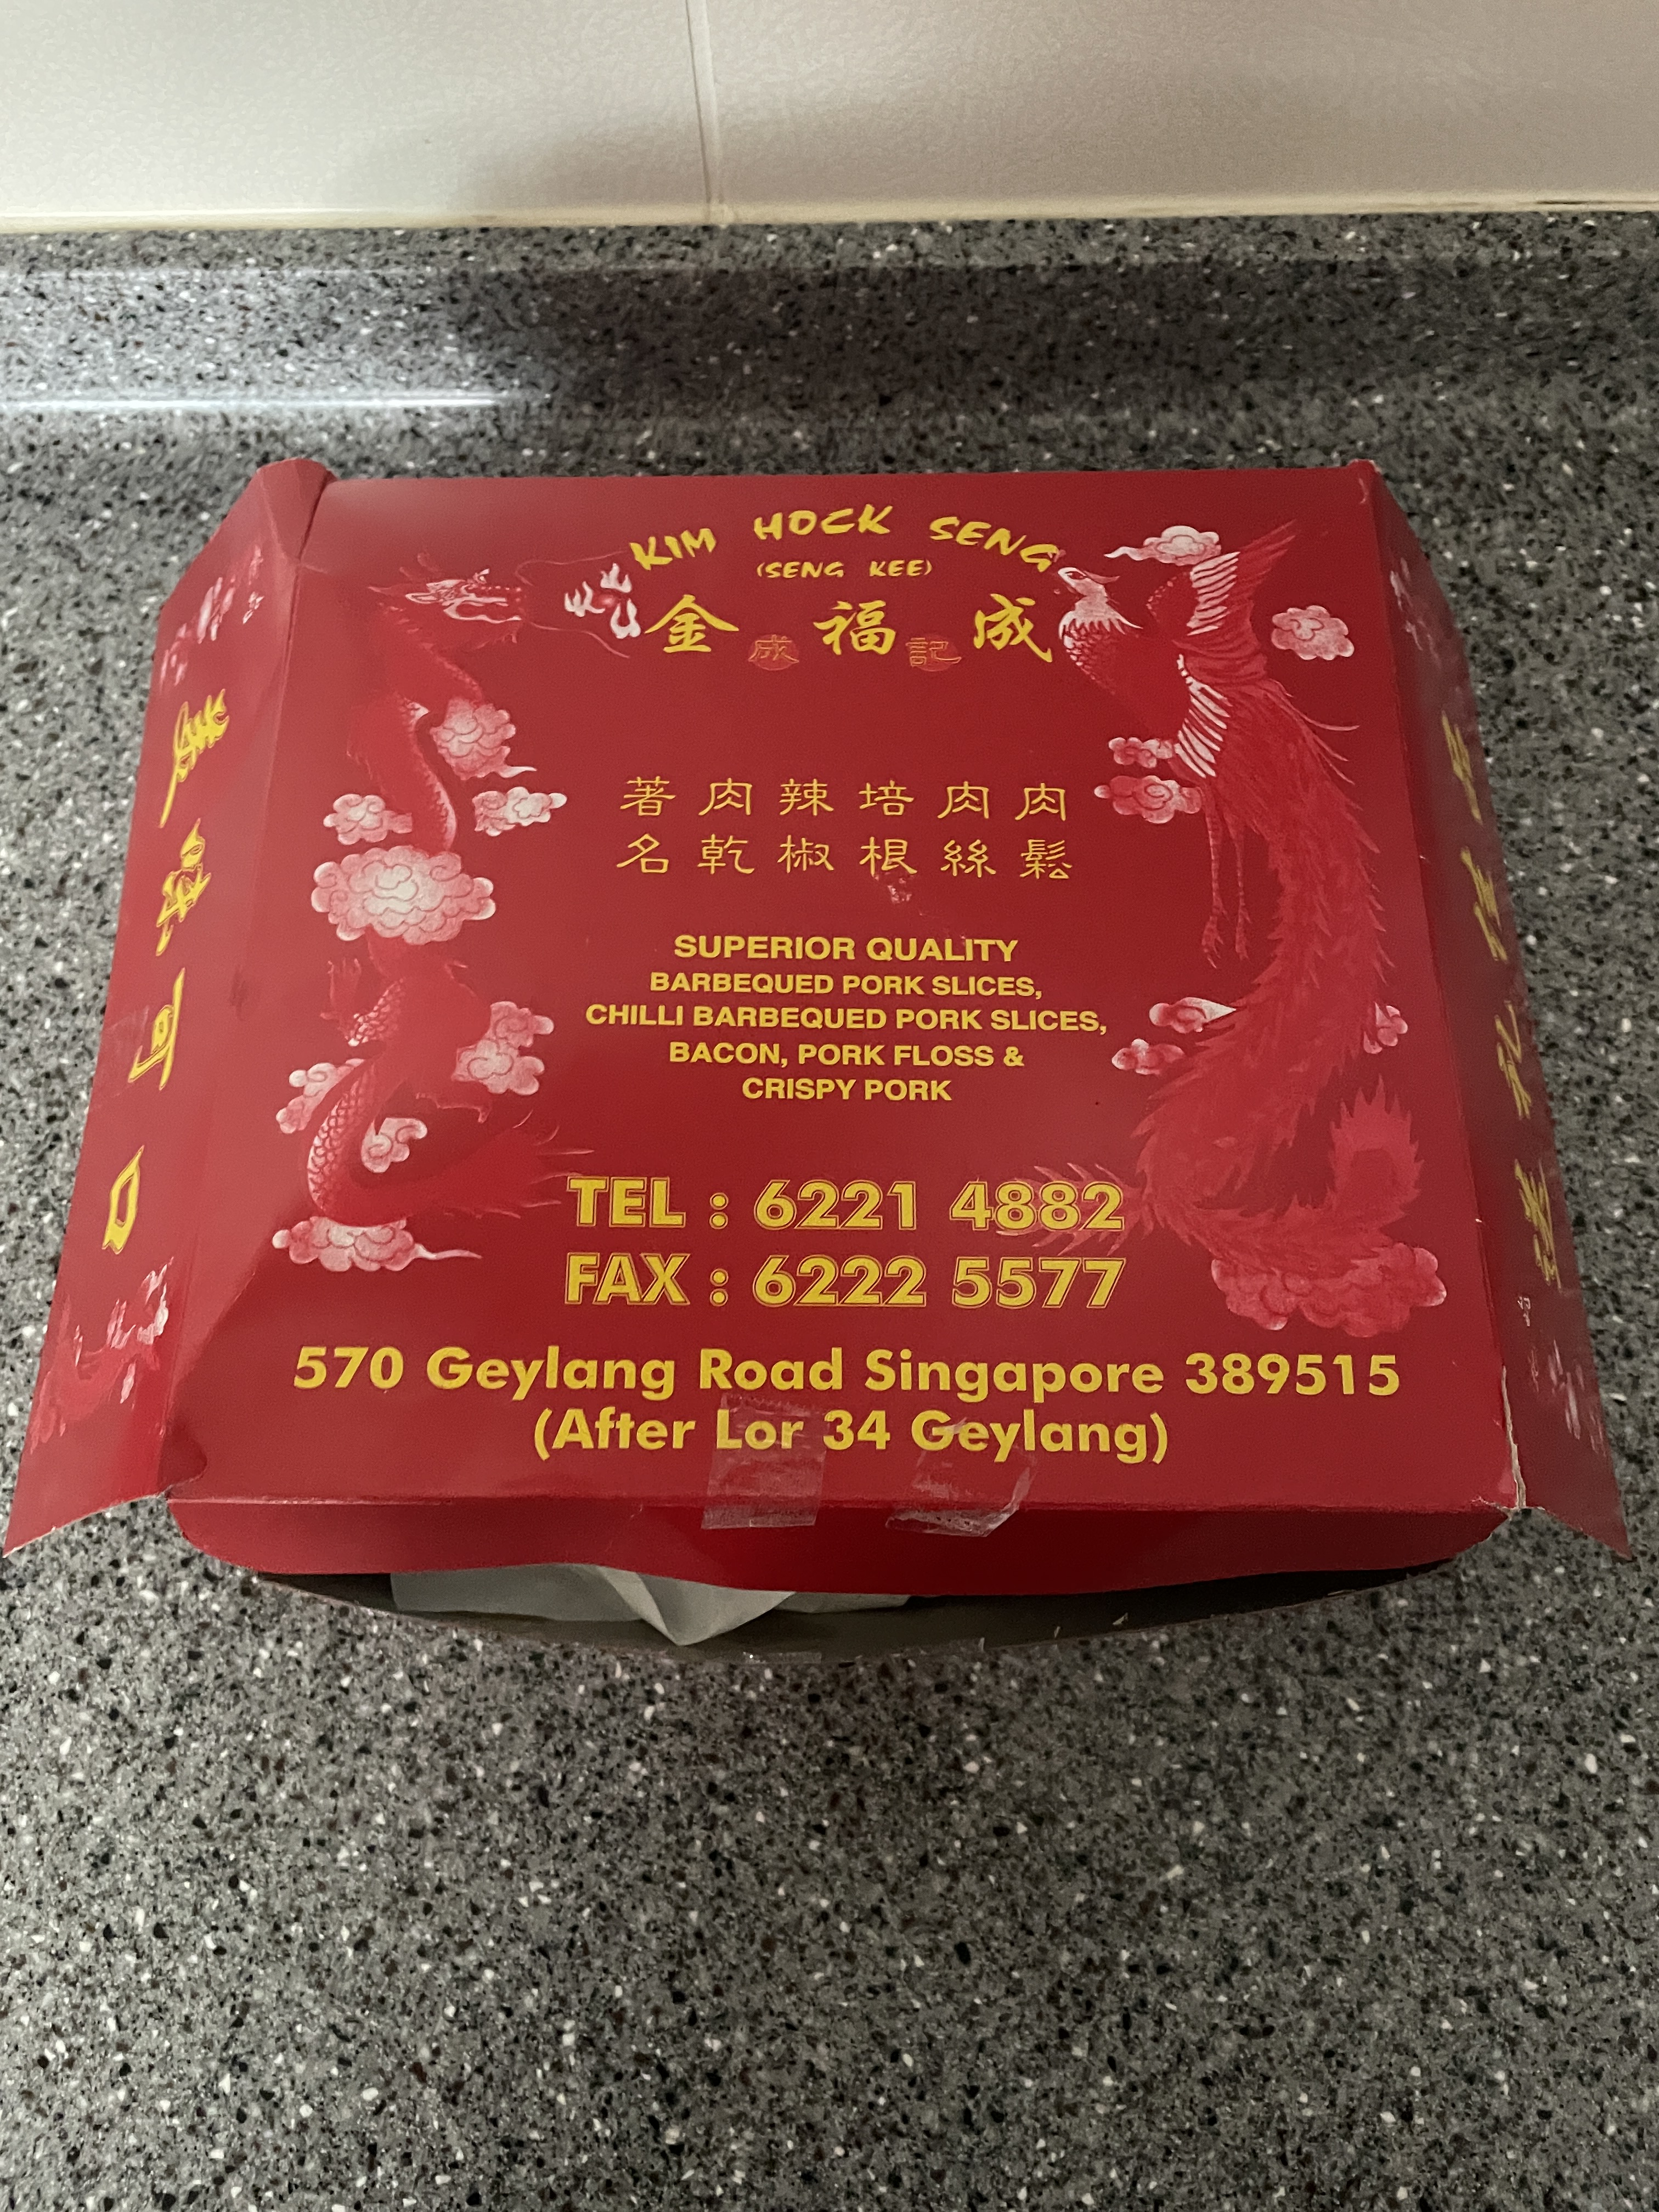 KIM HOCK SENG
(SENG KEE)
金 福 成
成 記
著 肉 辣 培 肉 肉
名 乾 椒 根 絲 鬆
SUPERIOR QUALITY
BARBEQUED PORK SLICES,
CHILLI BARBEQUED PORK SLICES,
BACON, PORK FLOSS &
CRISPY PORK
TEL : 6221 4882
FAX : 6222 5577
570 Geylang Road Singapore 389515
(After Lor 34 Geylang)